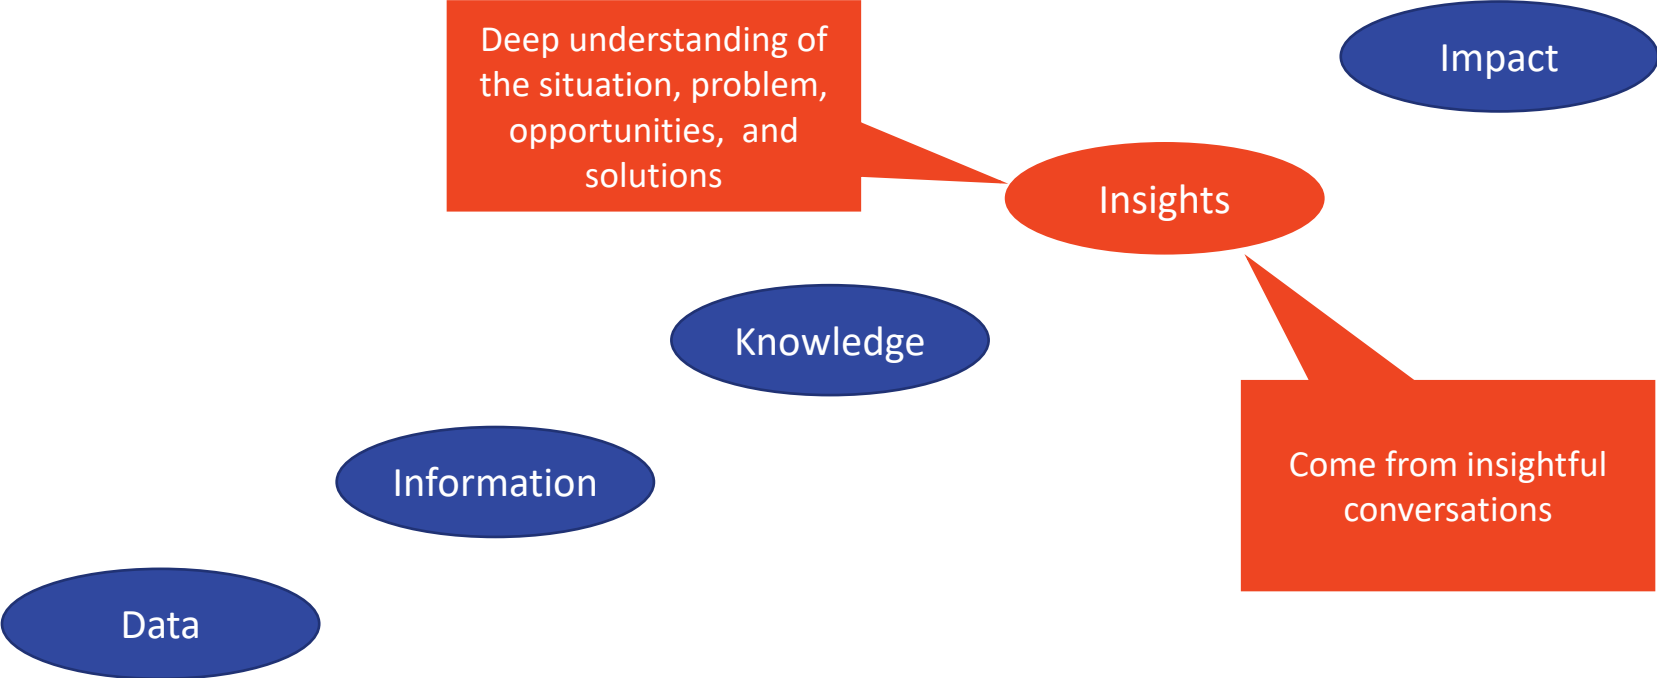 Deep understanding of
the situation, problem,
opportunities, and
solutions
Impact
Insights
Knowledge
Come from insightful
conversations
Information
Data